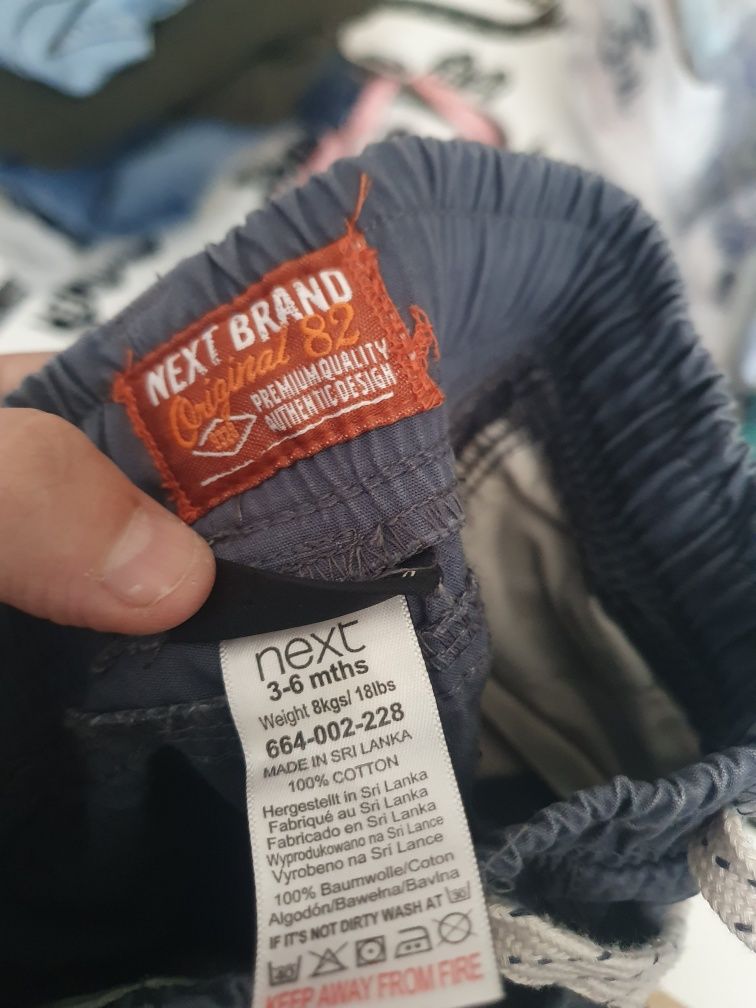 NEXT BRAND
Original 82
PREMIUM QUALITY
AUTHENTIC DESIGN
next
3-6 mths
Weight 8kgs/ 18lbs
664-002-228
MADE IN SRI LANKA
100% COTTON
Hergestellt in Sri Lanka
Fabriqué au Sri Lanka
Fabricado en Sri Lanka
Wyprodukowano na Sri Lance
Vyrobeno na Sri Lance
100% Baumwolle/Coton
Algodón/Bawełna/Bavlna
IF IT'S NOT DIRTY WASH AT 30
KEEP AWAY FROM FIRE